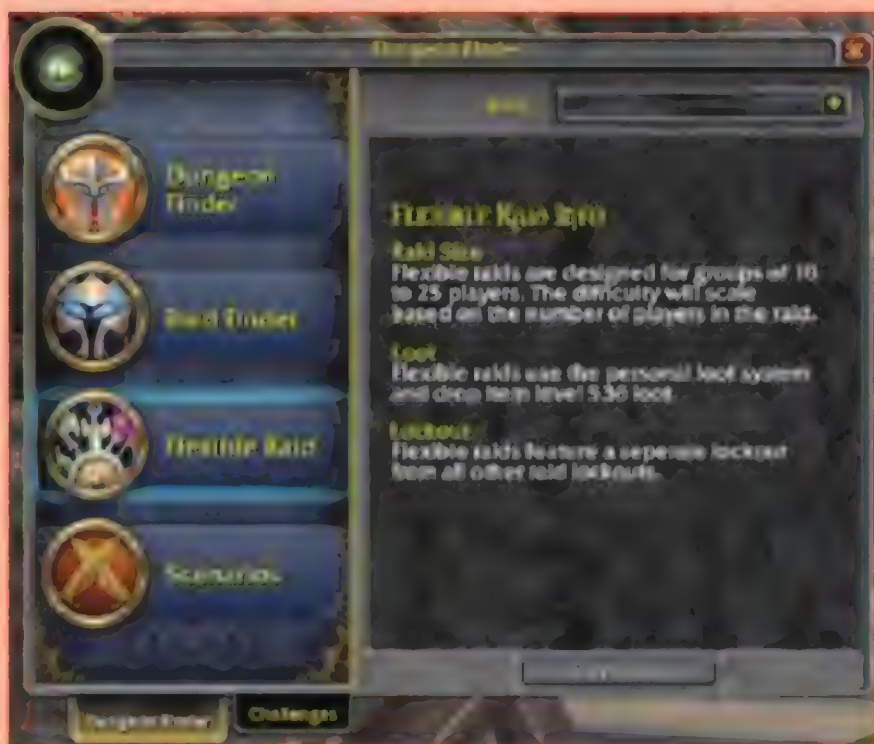 Dungeon Finder
Dungeon
Finder
Raid Finder
Flexible Raid
Scenarios
Flexible Raid Info
Raid Size
Flexible raids are designed for groups of 10
to 25 players. The difficulty will scale
based on the number of players in the raid.
Loot
Flexible raids use the personal loot system
and drop item level 536 loot
Lockout
Flexible raids feature a seperate lockout
from all other raid lockouts.
Dungeon Finder
Challenges